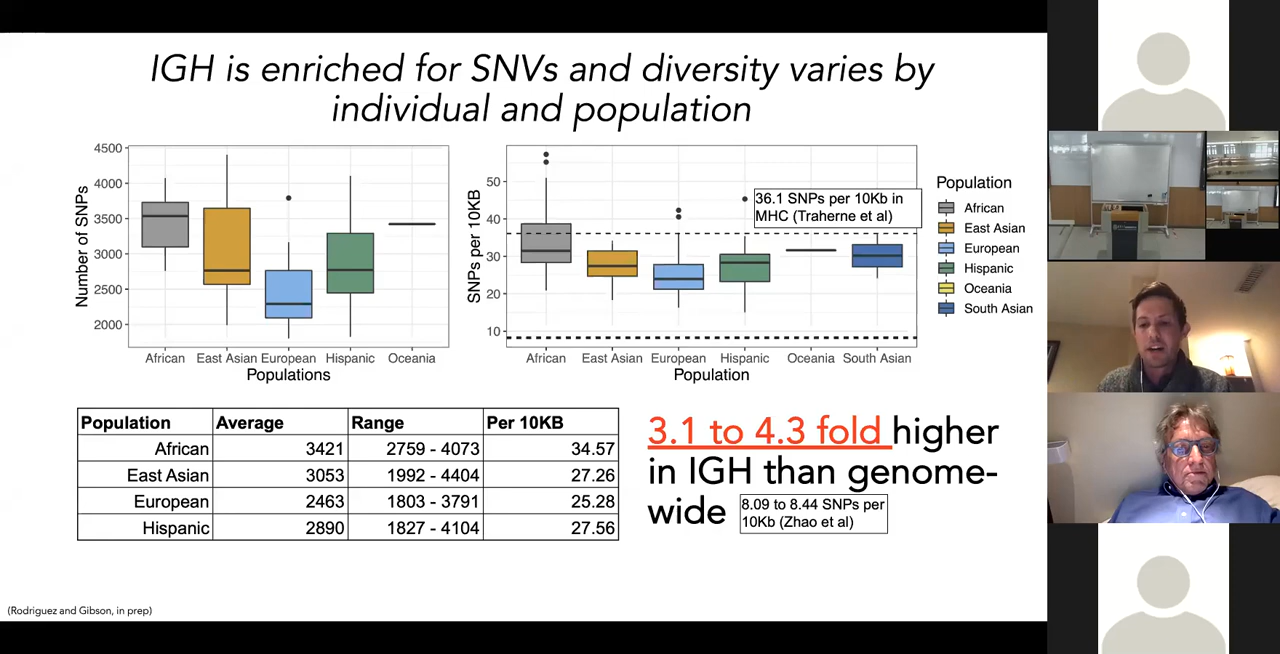 IGH is enriched for SNVs and diversity varies by
individual and population
Number of SNPs
4500
4000
3500
3000
2500
2000
African
East Asian
European
Hispanic
Oceania
Populations
SNPs per 10KB
50
40
30
20
10
36.1 SNPs per 10Kb in
MHC (Traherne et al)
African
East Asian
European
Hispanic
Oceania
South Asian
Population
Population
African
East Asian
European
Hispanic
Oceania
South Asian
Population Average Range Per 10KB
African 3421 2759 - 4073 34.57
East Asian 3053 1992 - 4404 27.26
European 2463 1803 - 3791 25.28
Hispanic 2890 1827 - 4104 27.56
3.1 to 4.3 fold higher
in IGH than genome-
wide
8.09 to 8.44 SNPs per
10Kb (Zhao et al)
(Rodriguez and Gibson, in prep)